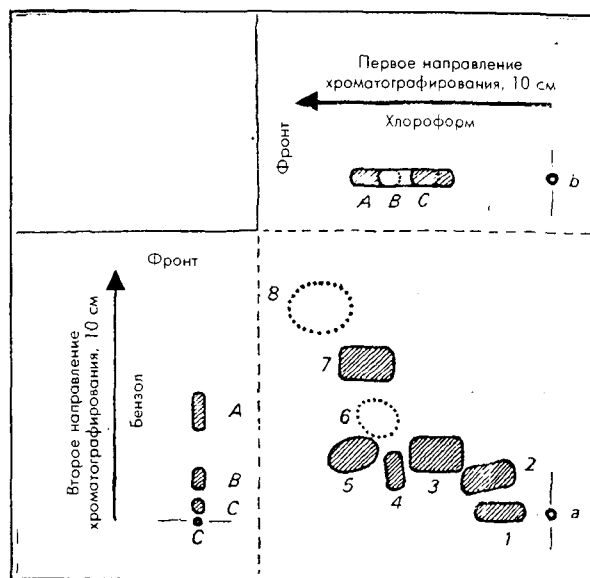 Первое направление
хроматографирования, 10 см
Хлороформ
Фронт
A B C
b
Фронт
Второе направление
хроматографирования, 10 см
Бензол
A
B
C
C
8
7
6
5
4
3
2
1
a